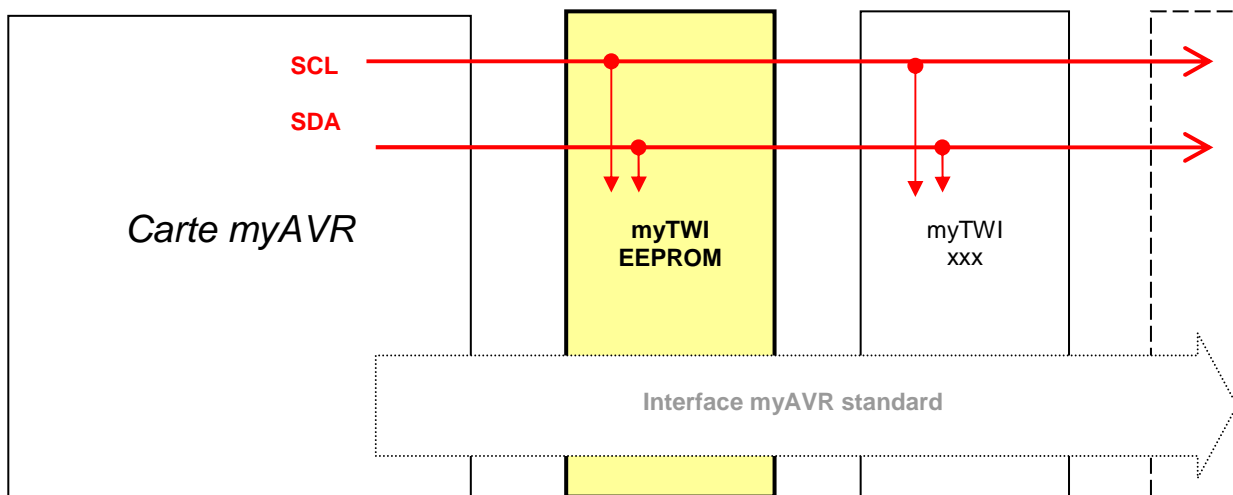 SCL
SDA
Carte myAVR
myTWI
EEPROM
myTWI
xxx
Interface myAVR standard